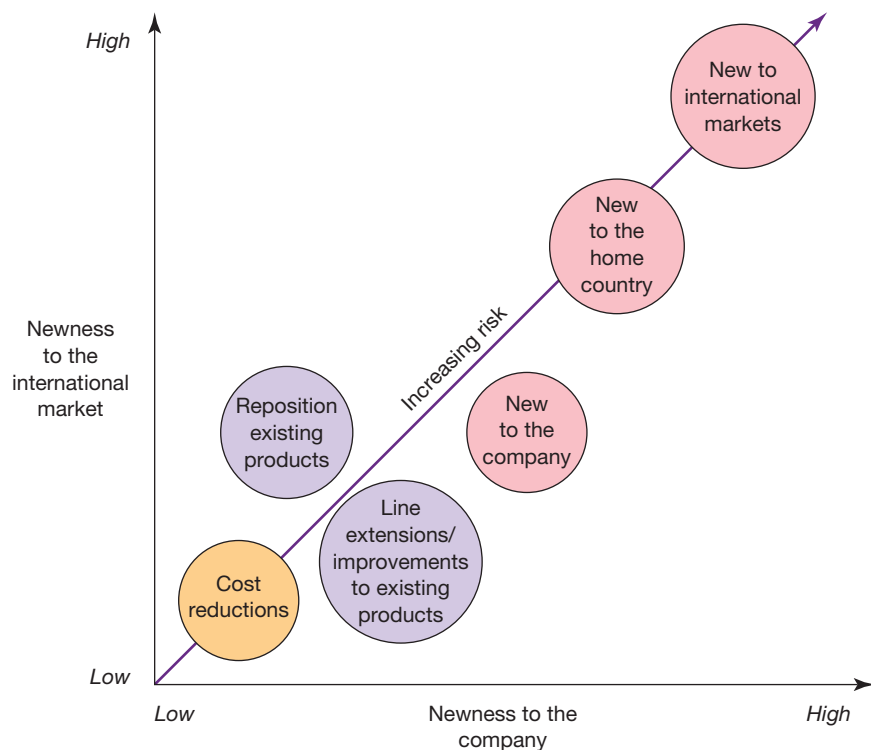 High
New to
international
markets
New
to the
home
country
Newness
to the
international
market
Increasing risk
Reposition
existing
products
New
to the
company
Line
extensions/
improvements
to existing
products
Cost
reductions
Low
Low
Newness to the
company
High